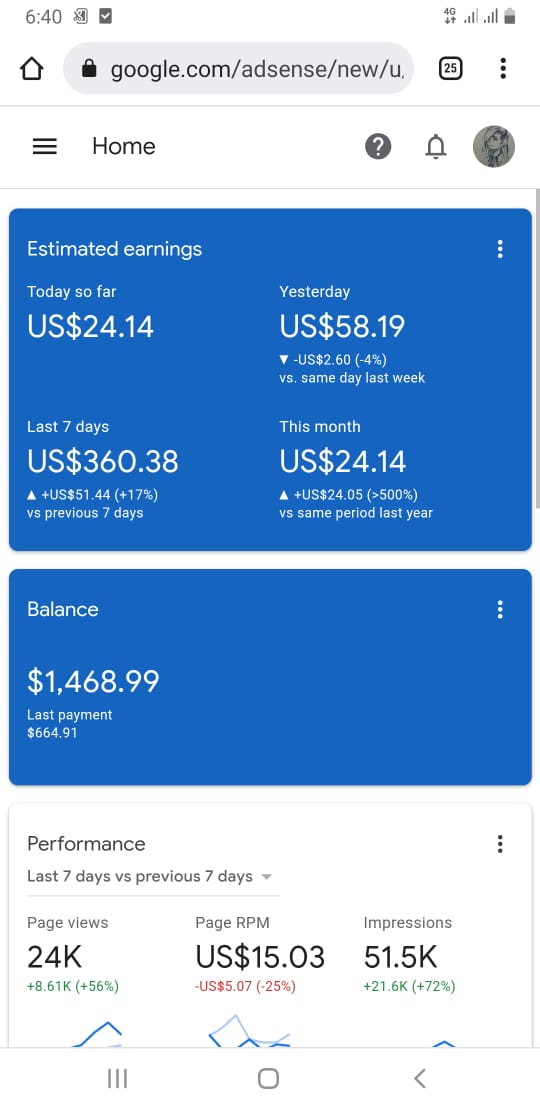 6:40
4G
google.com/adsense/new/u,
25
Home
Estimated earnings
Today so far
US$24.14
Yesterday
US$58.19
▼ -US$2.60 (-4%)
vs. same day last week
Last 7 days
US$360.38
▲ +US$51.44 (+17%)
vs previous 7 days
This month
US$24.14
▲ +US$24.05 (>500%)
vs same period last year
Balance
$1,468.99
Last payment
$664.91
Performance
Last 7 days vs previous 7 days
Page views
24K
+8.61K (+56%)
Page RPM
US$15.03
-US$5.07 (-25%)
Impressions
51.5K
+21.6K (+72%)